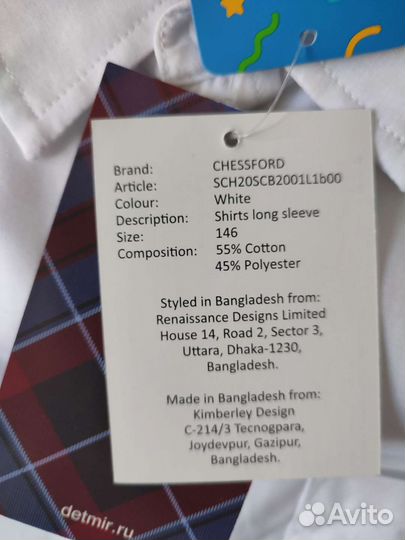 Brand: CHESSFORD
Article: SCH20SCB2001L1b00
Colour: White
Description: Shirts long sleeve
Size: 146
Composition: 55% Cotton
45% Polyester
Styled in Bangladesh from:
Renaissance Designs Limited
House 14, Road 2, Sector 3,
Uttara, Dhaka-1230,
Bangladesh.
Made in Bangladesh from:
Kimberley Design
C-214/3 Tecnogpara,
Joydevpur, Gazipur,
Bangladesh.
detmir.ru
Avito